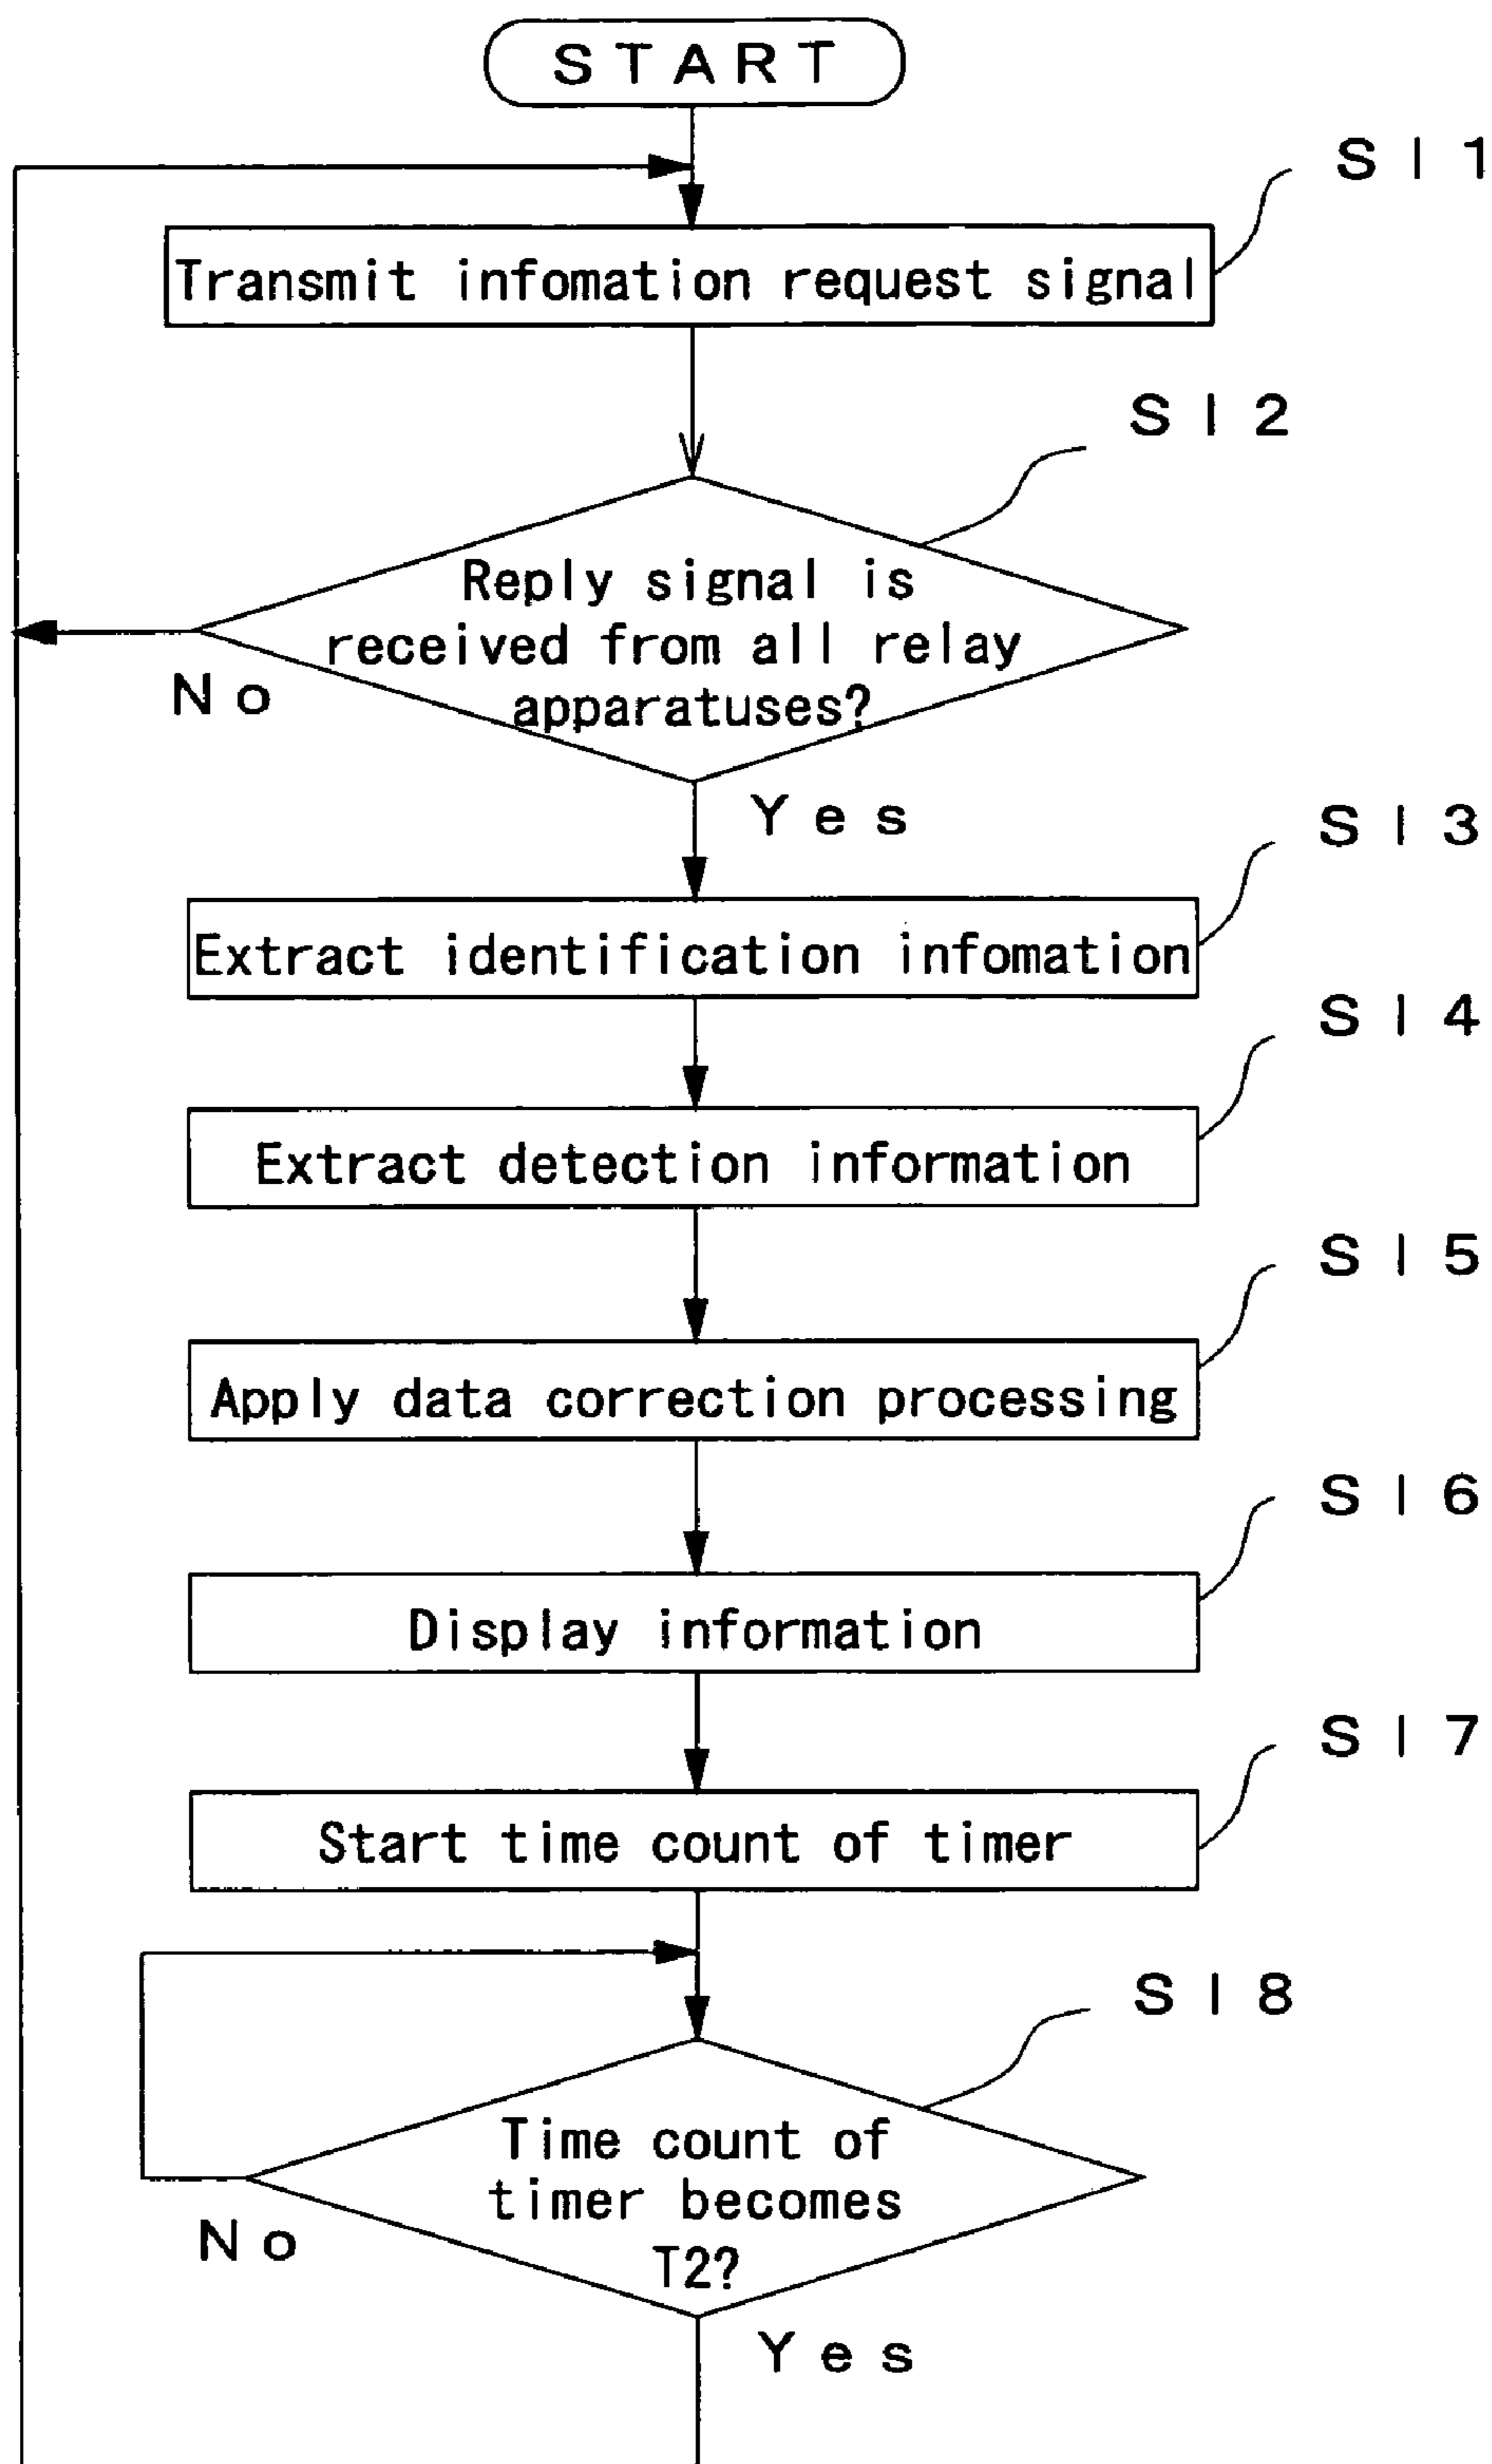 START
S11
Transmit infomation request signal
S12
Reply signal is
received from all relay
apparatuses?
No
Yes
S13
Extract identification infomation
S14
Extract detection information
S15
Apply data correction processing
S16
Display information
S17
Start time count of timer
S18
Time count of
timer becomes
T2?
No
Yes